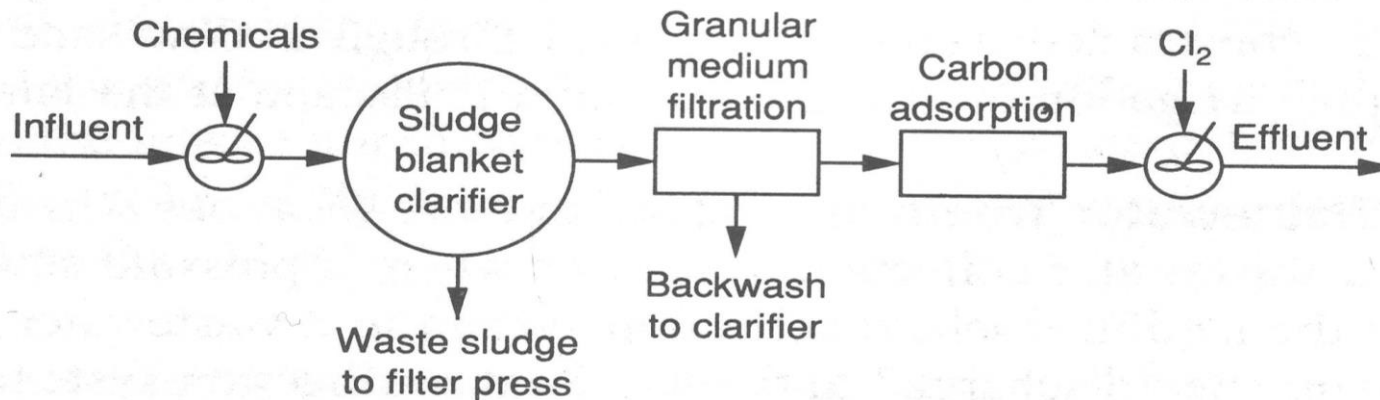 Chemicals
Influent
Sludge
blanket
clarifier
Waste sludge
to filter press
Granular
medium
filtration
Backwash
to clarifier
Carbon
adsorption
Cl₂
Effluent